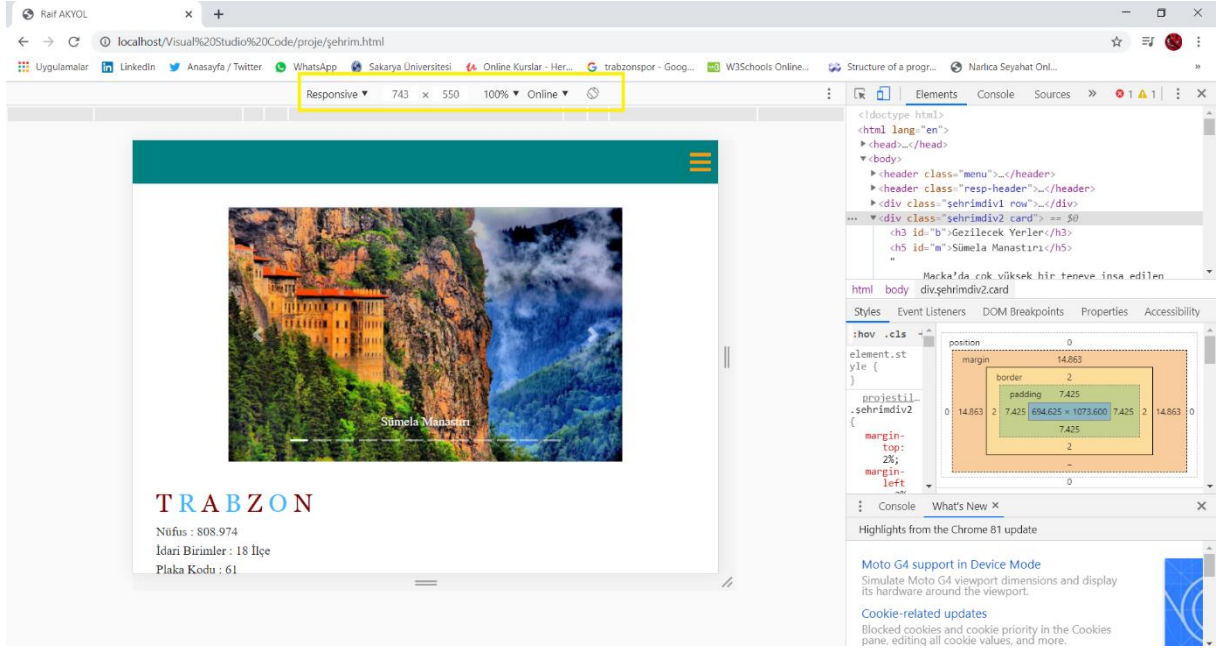 Raif AKYOL
localhost/Visual%20Studio%20Code/proje/şehrim.html
Uygulamalar LinkedIn Anasayfa / Twitter WhatsApp Sakarya Üniversitesi Online Kurslar - Her... trabzonspor - Goog... W3Schools Online... Structure of a progr... Narlıca Seyahat Onl... »
Responsive ▼ 743 × 550 100% ▼ Online ▼
Elements Console Sources » 1 1
<!doctype html>
<html lang="en">
<head>…</head>
<body>
<header class="menu">…</header>
<header class="resp-header">…</header>
<div class="şehrimdiv1 row">…</div>
<div class="şehrimdiv2 card"> == $0
<h3 id="b">Gezilecek Yerler</h3>
<h5 id="m">Sümela Manastırı</h5>
"
Maçka'da çok yüksek bir tepeye inşa edilen
html body div.şehrimdiv2.card
Styles Event Listeners DOM Breakpoints Properties Accessibility
:hov .cls
element.st
yle {
}
projestil…
.şehrimdiv2
{
margin-
top:
2%;
margin-
left
position 0
margin 14.863
border 2
padding 7.425
0 14.863 2 7.425 694.625 × 1073.600 7.425 2 14.863 0
7.425
2
–
0
Console What's New ×
Highlights from the Chrome 81 update
Moto G4 support in Device Mode
Simulate Moto G4 viewport dimensions and display
its hardware around the viewport.
Cookie-related updates
Blocked cookies and cookie priority in the Cookies
pane, editing all cookie values, and more.
Sümela Manastırı
TRABZON
Nüfus : 808.974
İdari Birimler : 18 İlçe
Plaka Kodu : 61